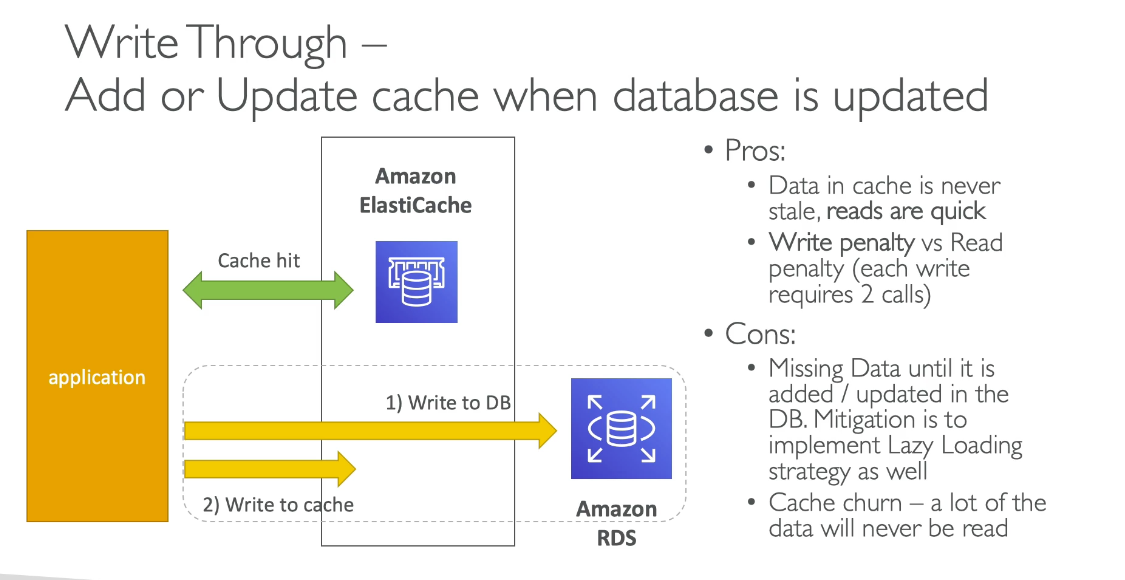 Write Through –
Add or Update cache when database is updated
Amazon
ElastiCache
Cache hit
application
1) Write to DB
2) Write to cache
Amazon
RDS
• Pros:
• Data in cache is never
stale, reads are quick
• Write penalty vs Read
penalty (each write
requires 2 calls)
• Cons:
• Missing Data until it is
added / updated in the
DB. Mitigation is to
implement Lazy Loading
strategy as well
• Cache churn – a lot of the
data will never be read